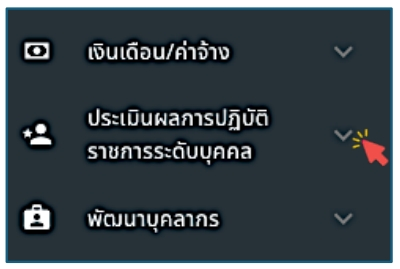 เงินเดือน/ค่าจ้าง
ประเมินผลการปฏิบัติ
ราชการระดับบุคคล
พัฒนาบุคลากร